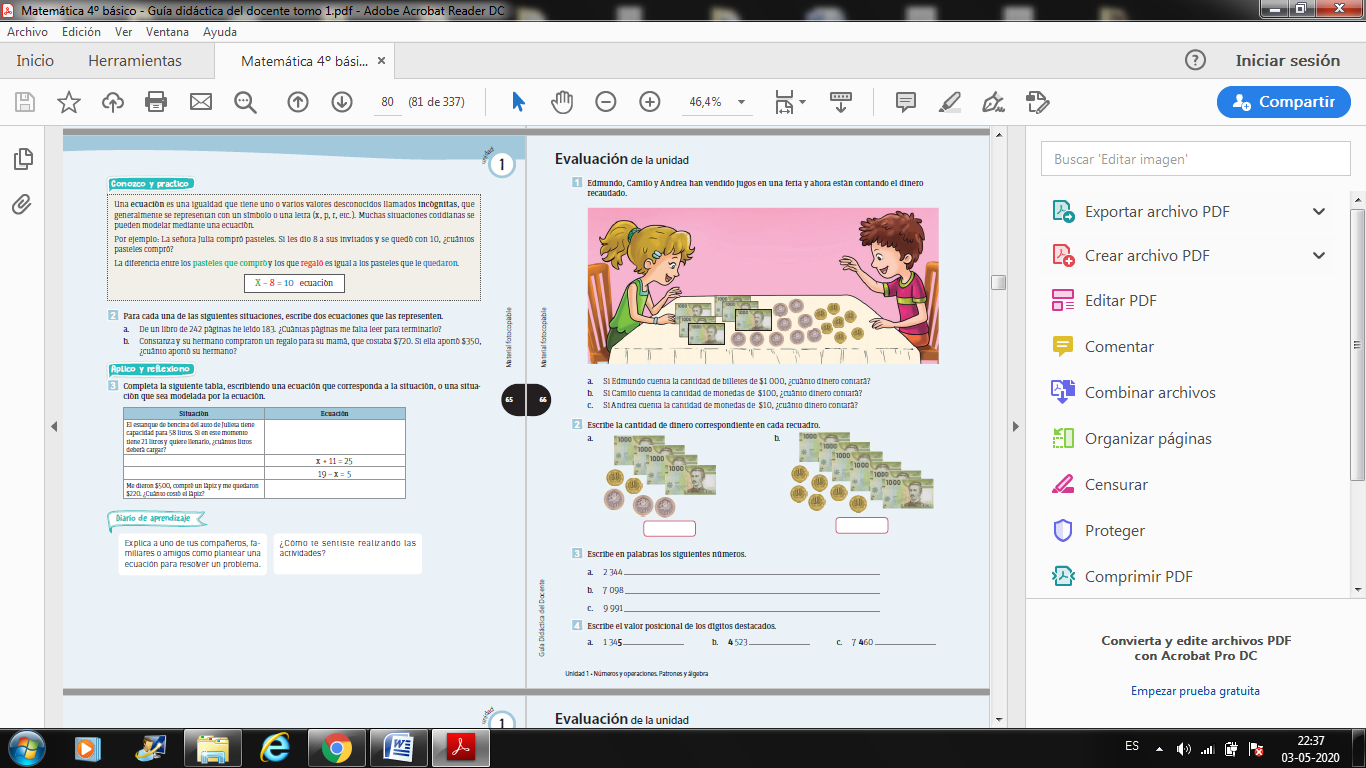 Matemática 4º básico - Guía didáctica del docente tomo 1.pdf - Adobe Acrobat Reader DC
Archivo Edición Ver Ventana Ayuda
Inicio Herramientas Matemática 4º bási... × Iniciar sesión
80 (81 de 337) 46,4% Compartir
unidad 1
Conozco y practico
Una ecuación es una igualdad que tiene uno o varios valores desconocidos llamados incógnitas, que
generalmente se representan con un símbolo o una letra (x, p, r, etc.). Muchas situaciones cotidianas se
pueden modelar mediante una ecuación.
Por ejemplo: La señora Julia compró pasteles. Si les dio 8 a sus invitados y se quedó con 10, ¿cuántos
pasteles compró?
La diferencia entre los pasteles que compró y los que regaló es igual a los pasteles que le quedaron.
X – 8 = 10 ecuación
2 Para cada una de las siguientes situaciones, escribe dos ecuaciones que las representen.
a. De un libro de 242 páginas he leído 183. ¿Cuántas páginas me falta leer para terminarlo?
b. Constanza y su hermano compraron un regalo para su mamá, que costaba $720. Si ella aportó $350,
¿cuánto aportó su hermano?
Aplico y reflexiono
3 Completa la siguiente tabla, escribiendo una ecuación que corresponda a la situación, o una situa-
ción que sea modelada por la ecuación.
Situación Ecuación
El estanque de bencina del auto de Julieta tiene
capacidad para 58 litros. Si en este momento
tiene 21 litros y quiere llenarlo, ¿cuántos litros
deberá cargar?
x + 11 = 25
19 – x = 5
Me dieron $500, compré un lápiz y me quedaron
$220. ¿Cuánto costó el lápiz?
Diario de aprendizaje
Explica a uno de tus compañeros, fa-
miliares o amigos como plantear una
ecuación para resolver un problema.
¿Cómo te sentiste realizando las
actividades?
Material fotocopiable
65
Material fotocopiable
66
Guía Didáctica del Docente
Evaluación de la unidad
1 Edmundo, Camilo y Andrea han vendido jugos en una feria y ahora están contando el dinero
recaudado.
a. Si Edmundo cuenta la cantidad de billetes de $1 000, ¿cuánto dinero contará?
b. Si Camilo cuenta la cantidad de monedas de $100, ¿cuánto dinero contará?
c. Si Andrea cuenta la cantidad de monedas de $10, ¿cuánto dinero contará?
2 Escribe la cantidad de dinero correspondiente en cada recuadro.
a. b.
3 Escribe en palabras los siguientes números.
a. 2 344
b. 7 098
c. 9 991
4 Escribe el valor posicional de los dígitos destacados.
a. 1 345 b. 4 523 c. 7 460
Unidad 1 • Números y operaciones. Patrones y álgebra
unidad 1
Evaluación de la unidad
Buscar 'Editar imagen'
Exportar archivo PDF
Crear archivo PDF
Editar PDF
Comentar
Combinar archivos
Organizar páginas
Censurar
Proteger
Comprimir PDF
Convierta y edite archivos PDF
con Acrobat Pro DC
Empezar prueba gratuita
ES
22:37
03-05-2020